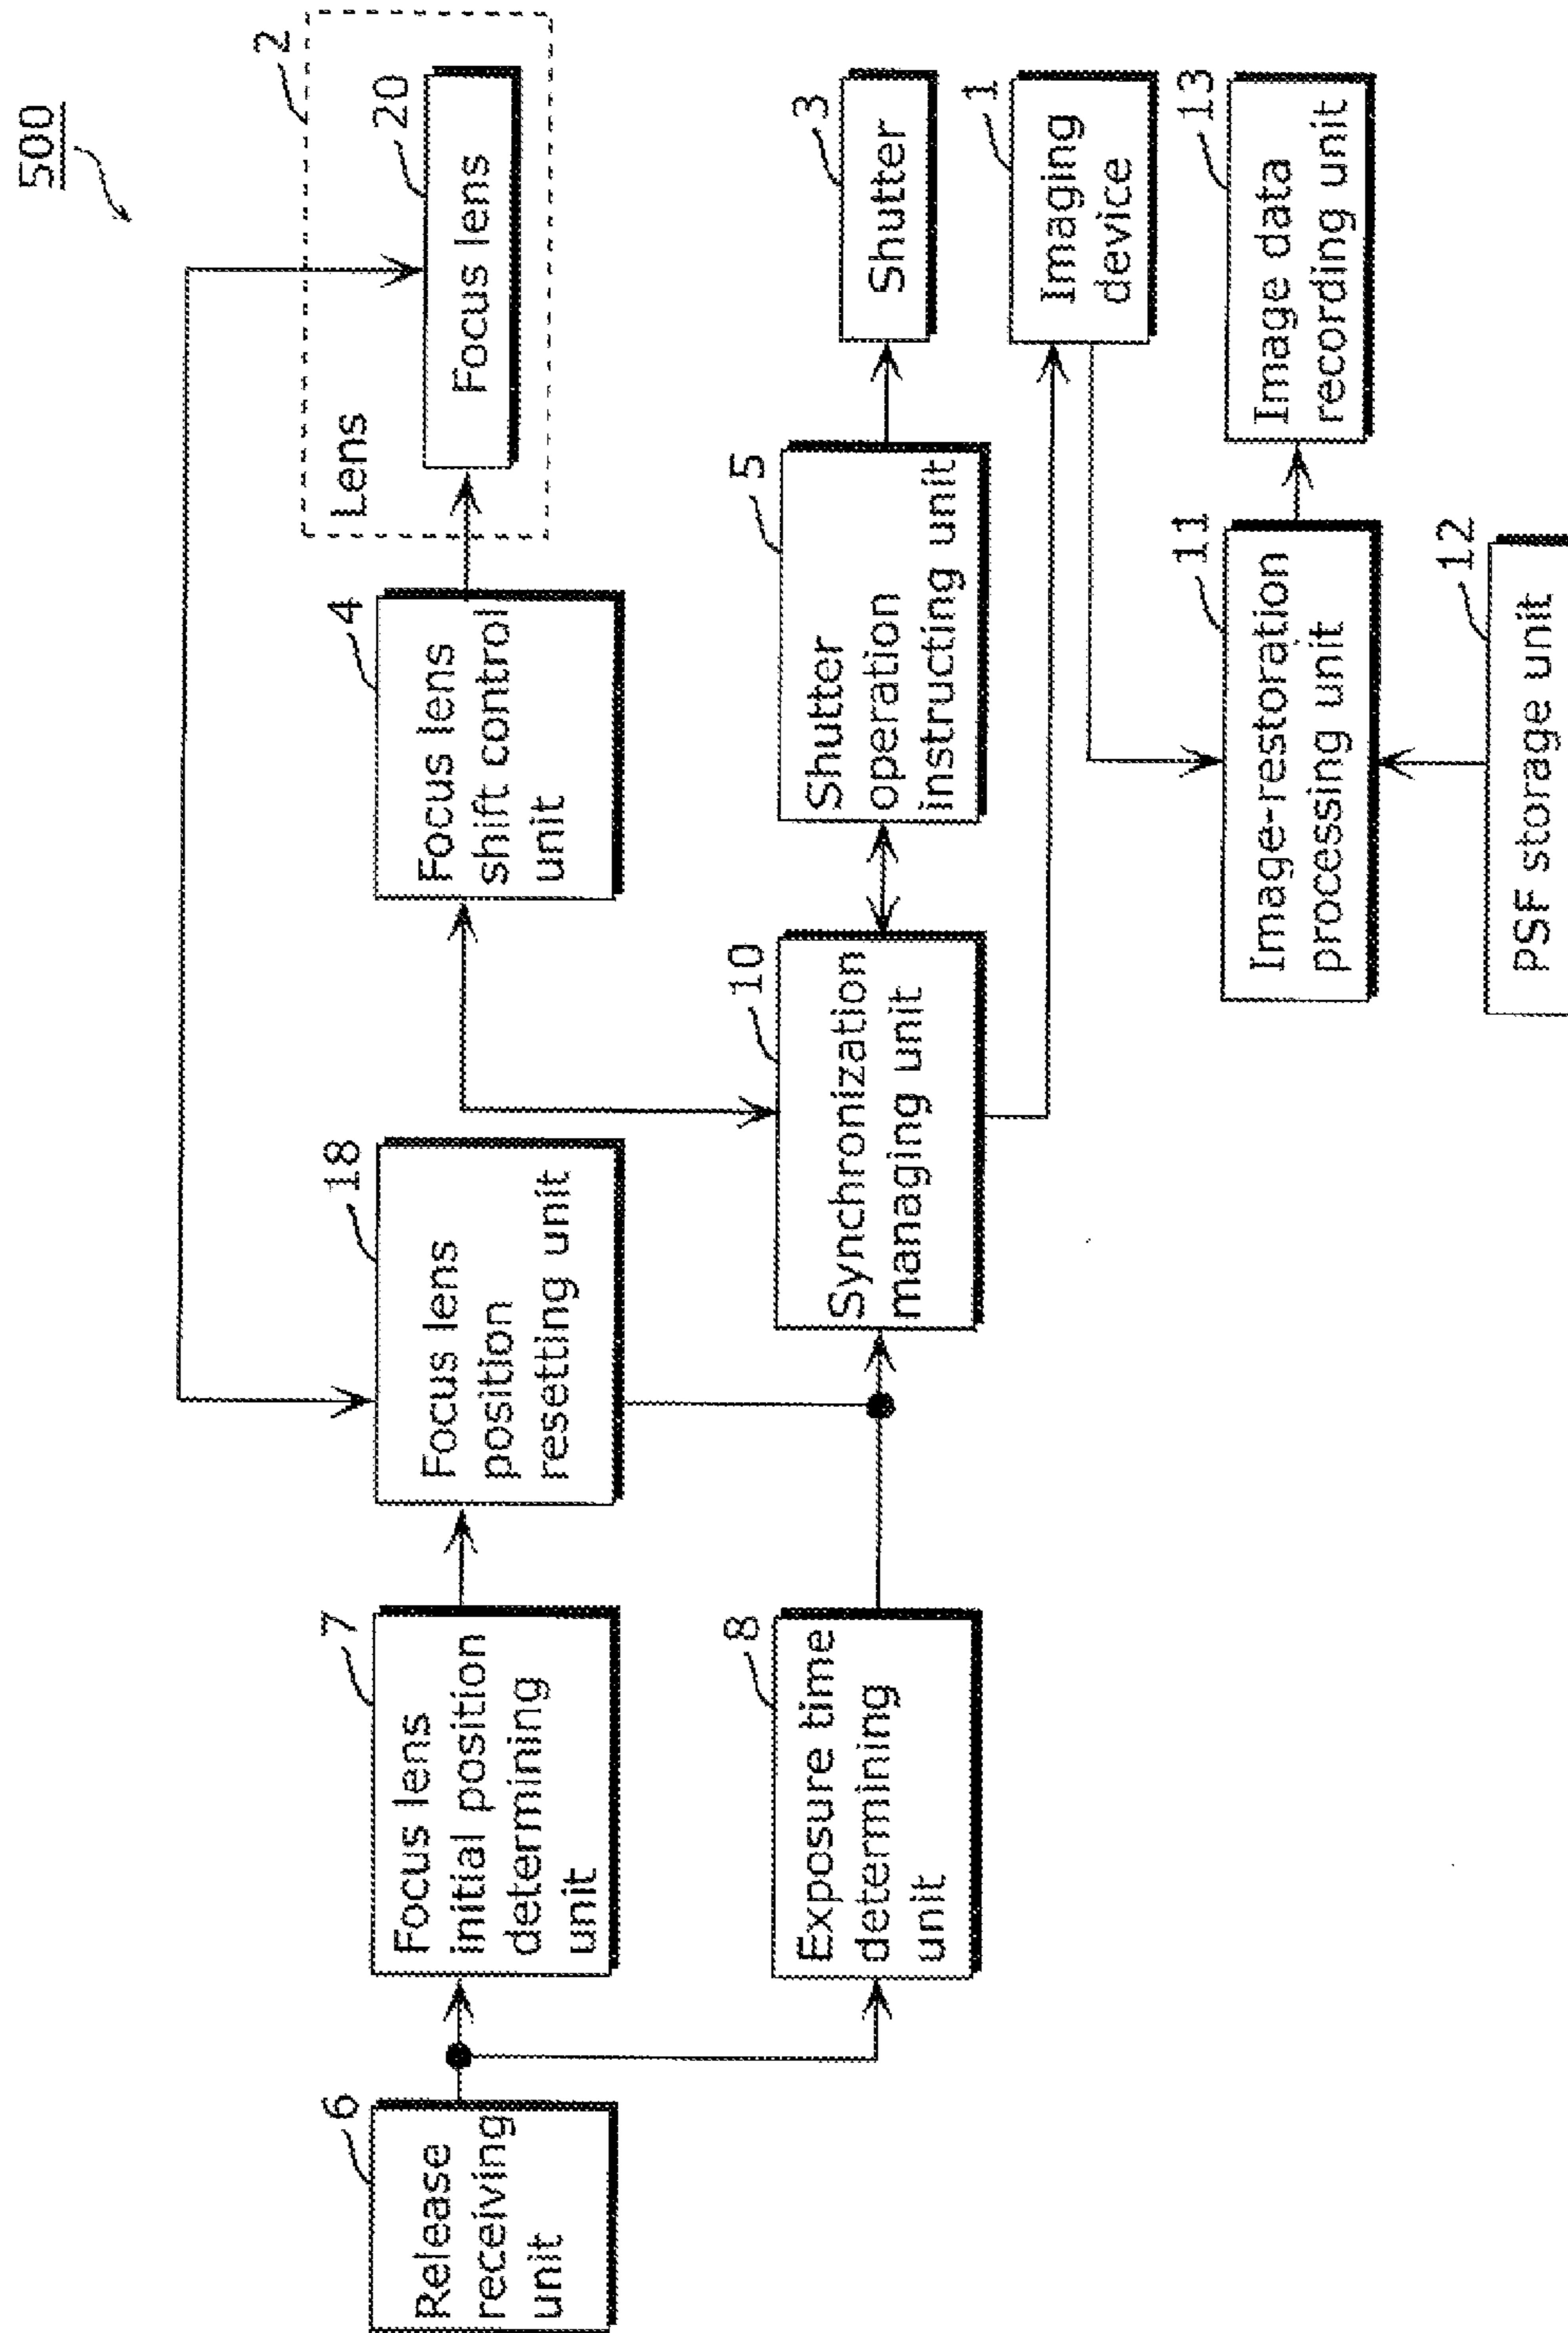 500
2
Lens
20
Focus lens
4
Focus lens
shift control
unit
18
Focus lens
position
resetting unit
7
Focus lens
initial position
determining
unit
6
Release
receiving
unit
3
Shutter
5
Shutter
operation
instructing unit
10
Synchronization
managing unit
8
Exposure time
determining
unit
1
Imaging
device
13
Image data
recording unit
11
Image-restoration
processing unit
12
PSF storage unit